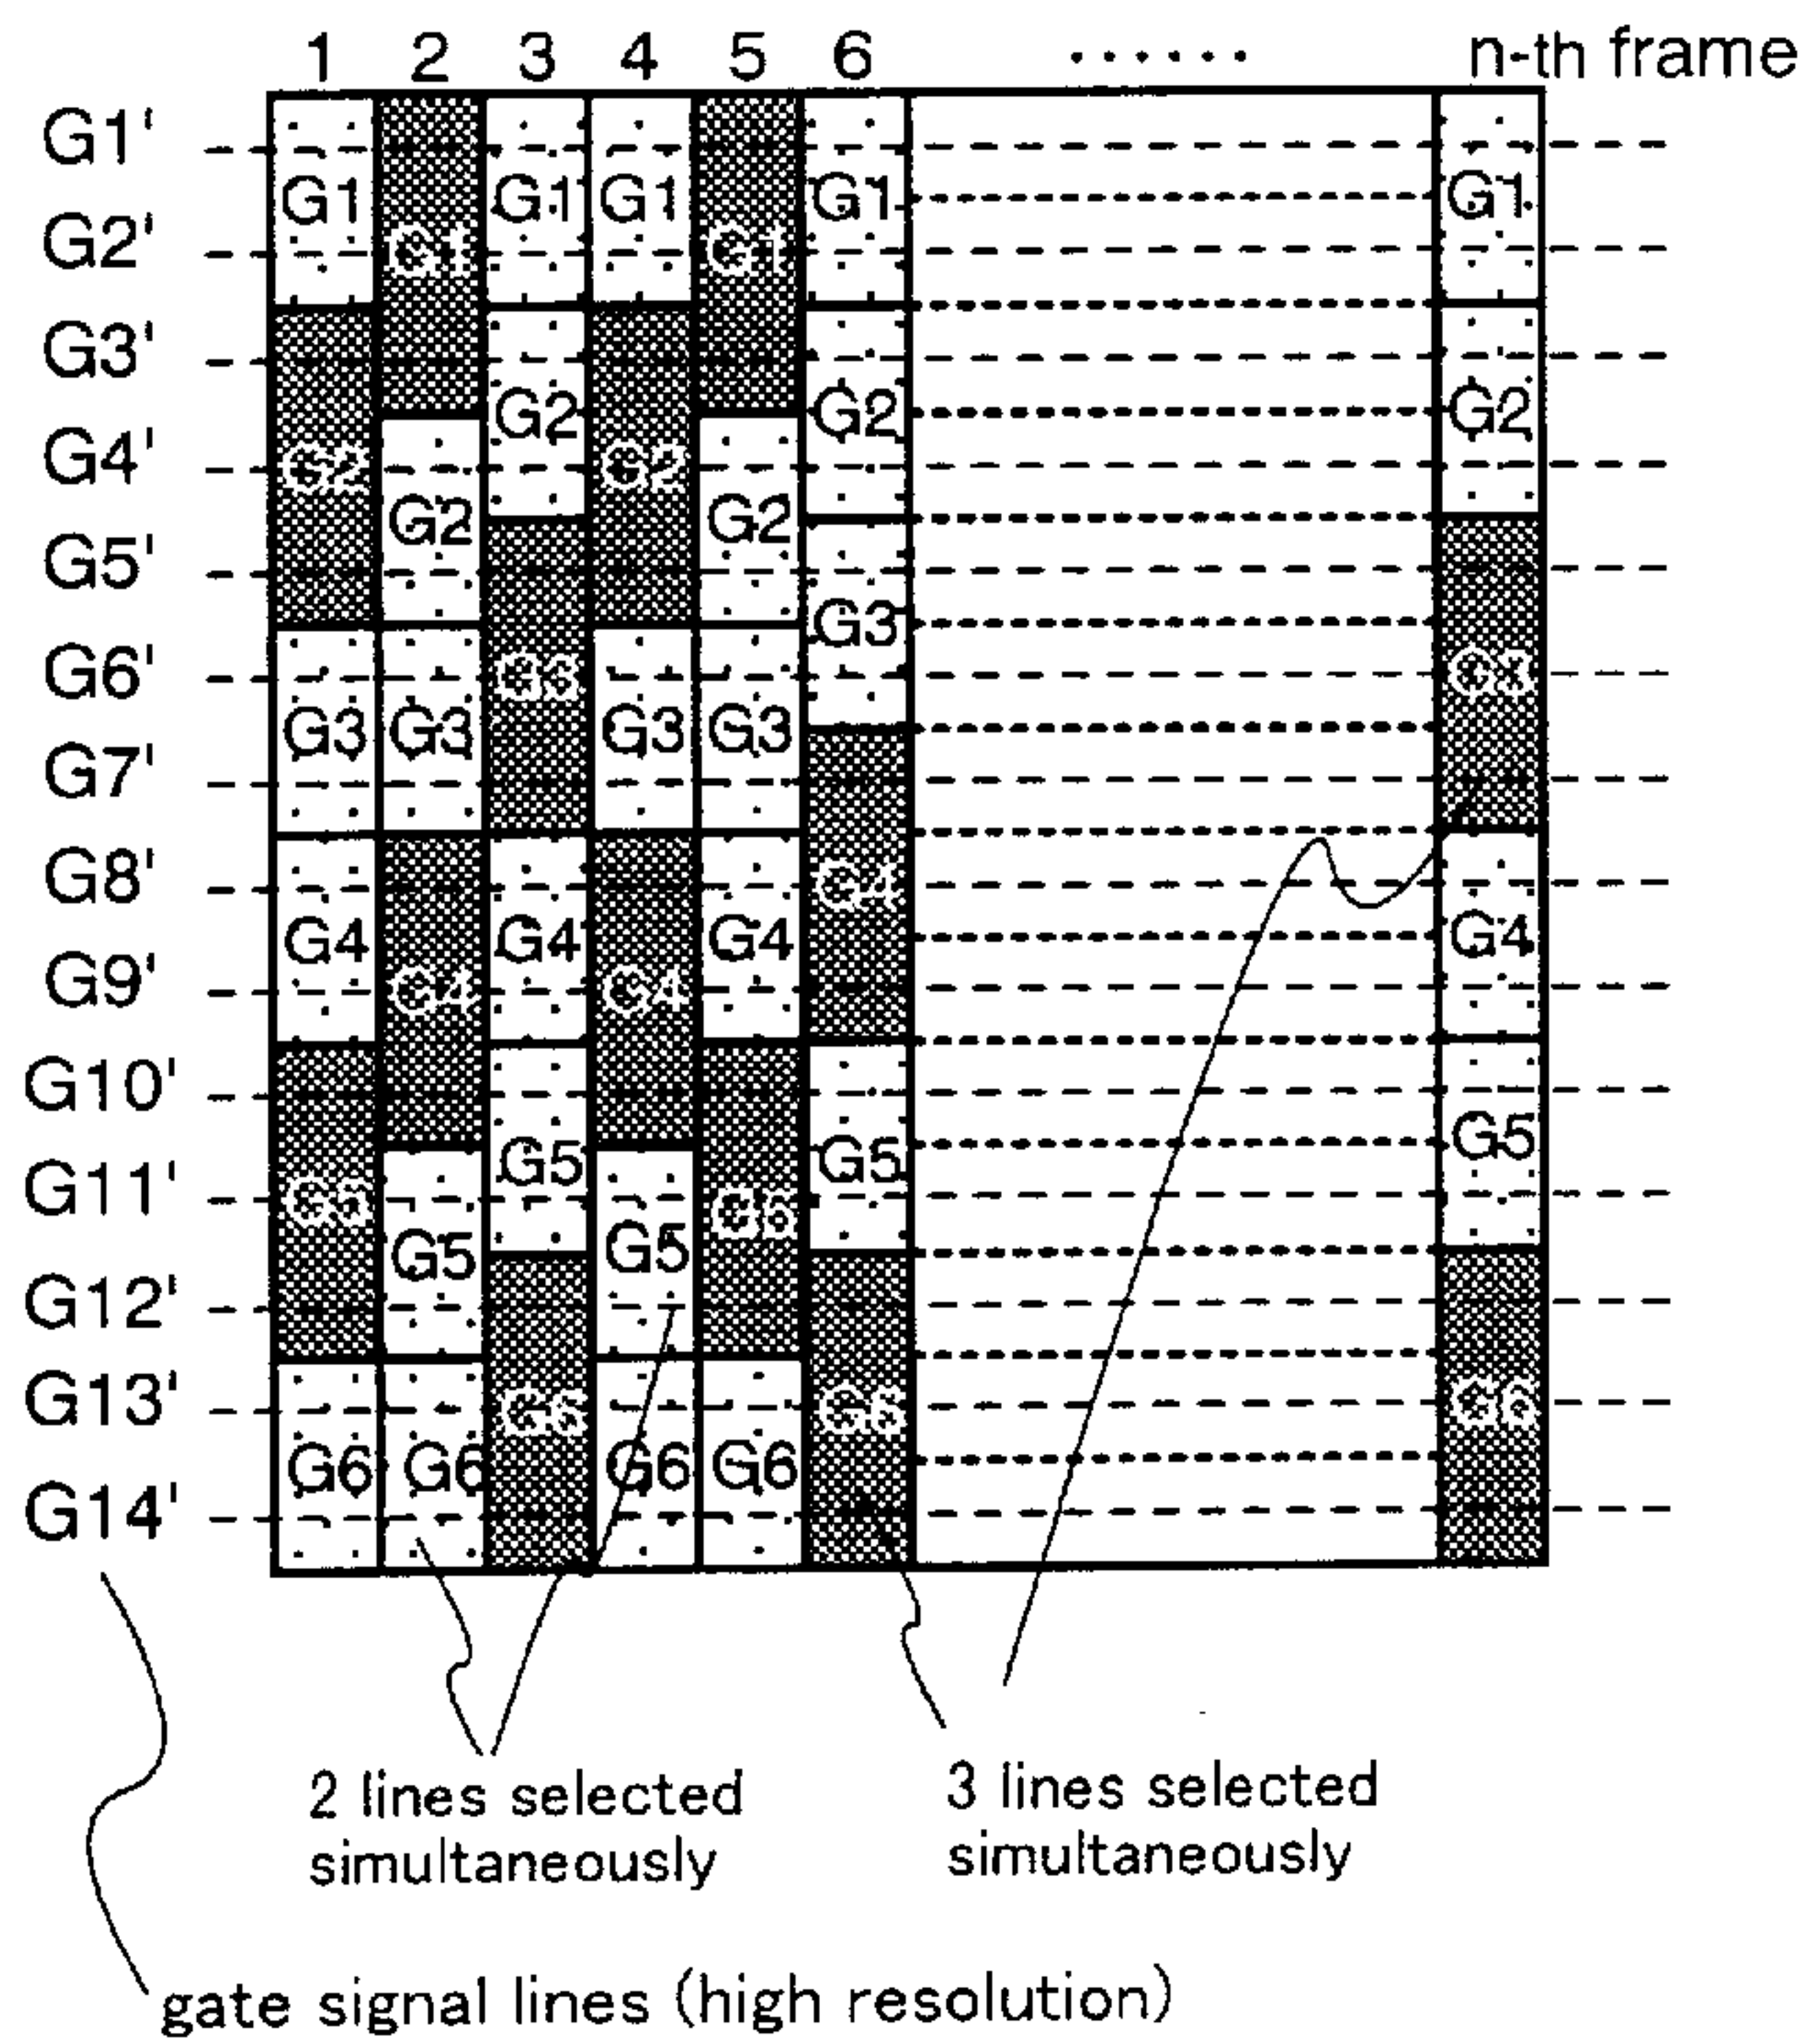 1 2 3 4 5 6 ...... n-th frame
G1'
G1 G1 G1 G1 G1
G2' G1 G1
G3'
G2 G2 G2
G4' G2 G2
G2 G2
G5'
G3
G6' G3 G3
G3 G3 G3 G3
G7'
G8' G4
G4 G4 G4 G4
G9' G4 G4
G10'
G5 G5 G5
G11' G5
G5 G5
G12'
G13' G6 G6 G6
G6 G6 G6 G6
G14'
2 lines selected
simultaneously
3 lines selected
simultaneously
gate signal lines (high resolution)